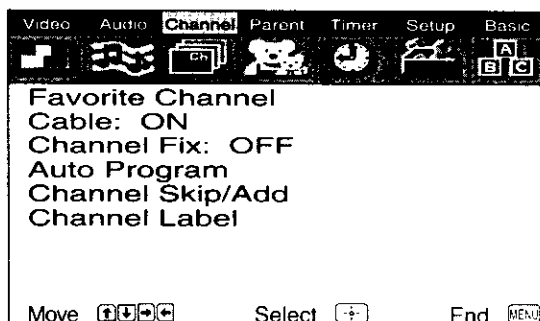 Video Audio Channel Parent Timer Setup Basic
Ch A B C
Favorite Channel
Cable: ON
Channel Fix: OFF
Auto Program
Channel Skip/Add
Channel Label
Move Select End MENU